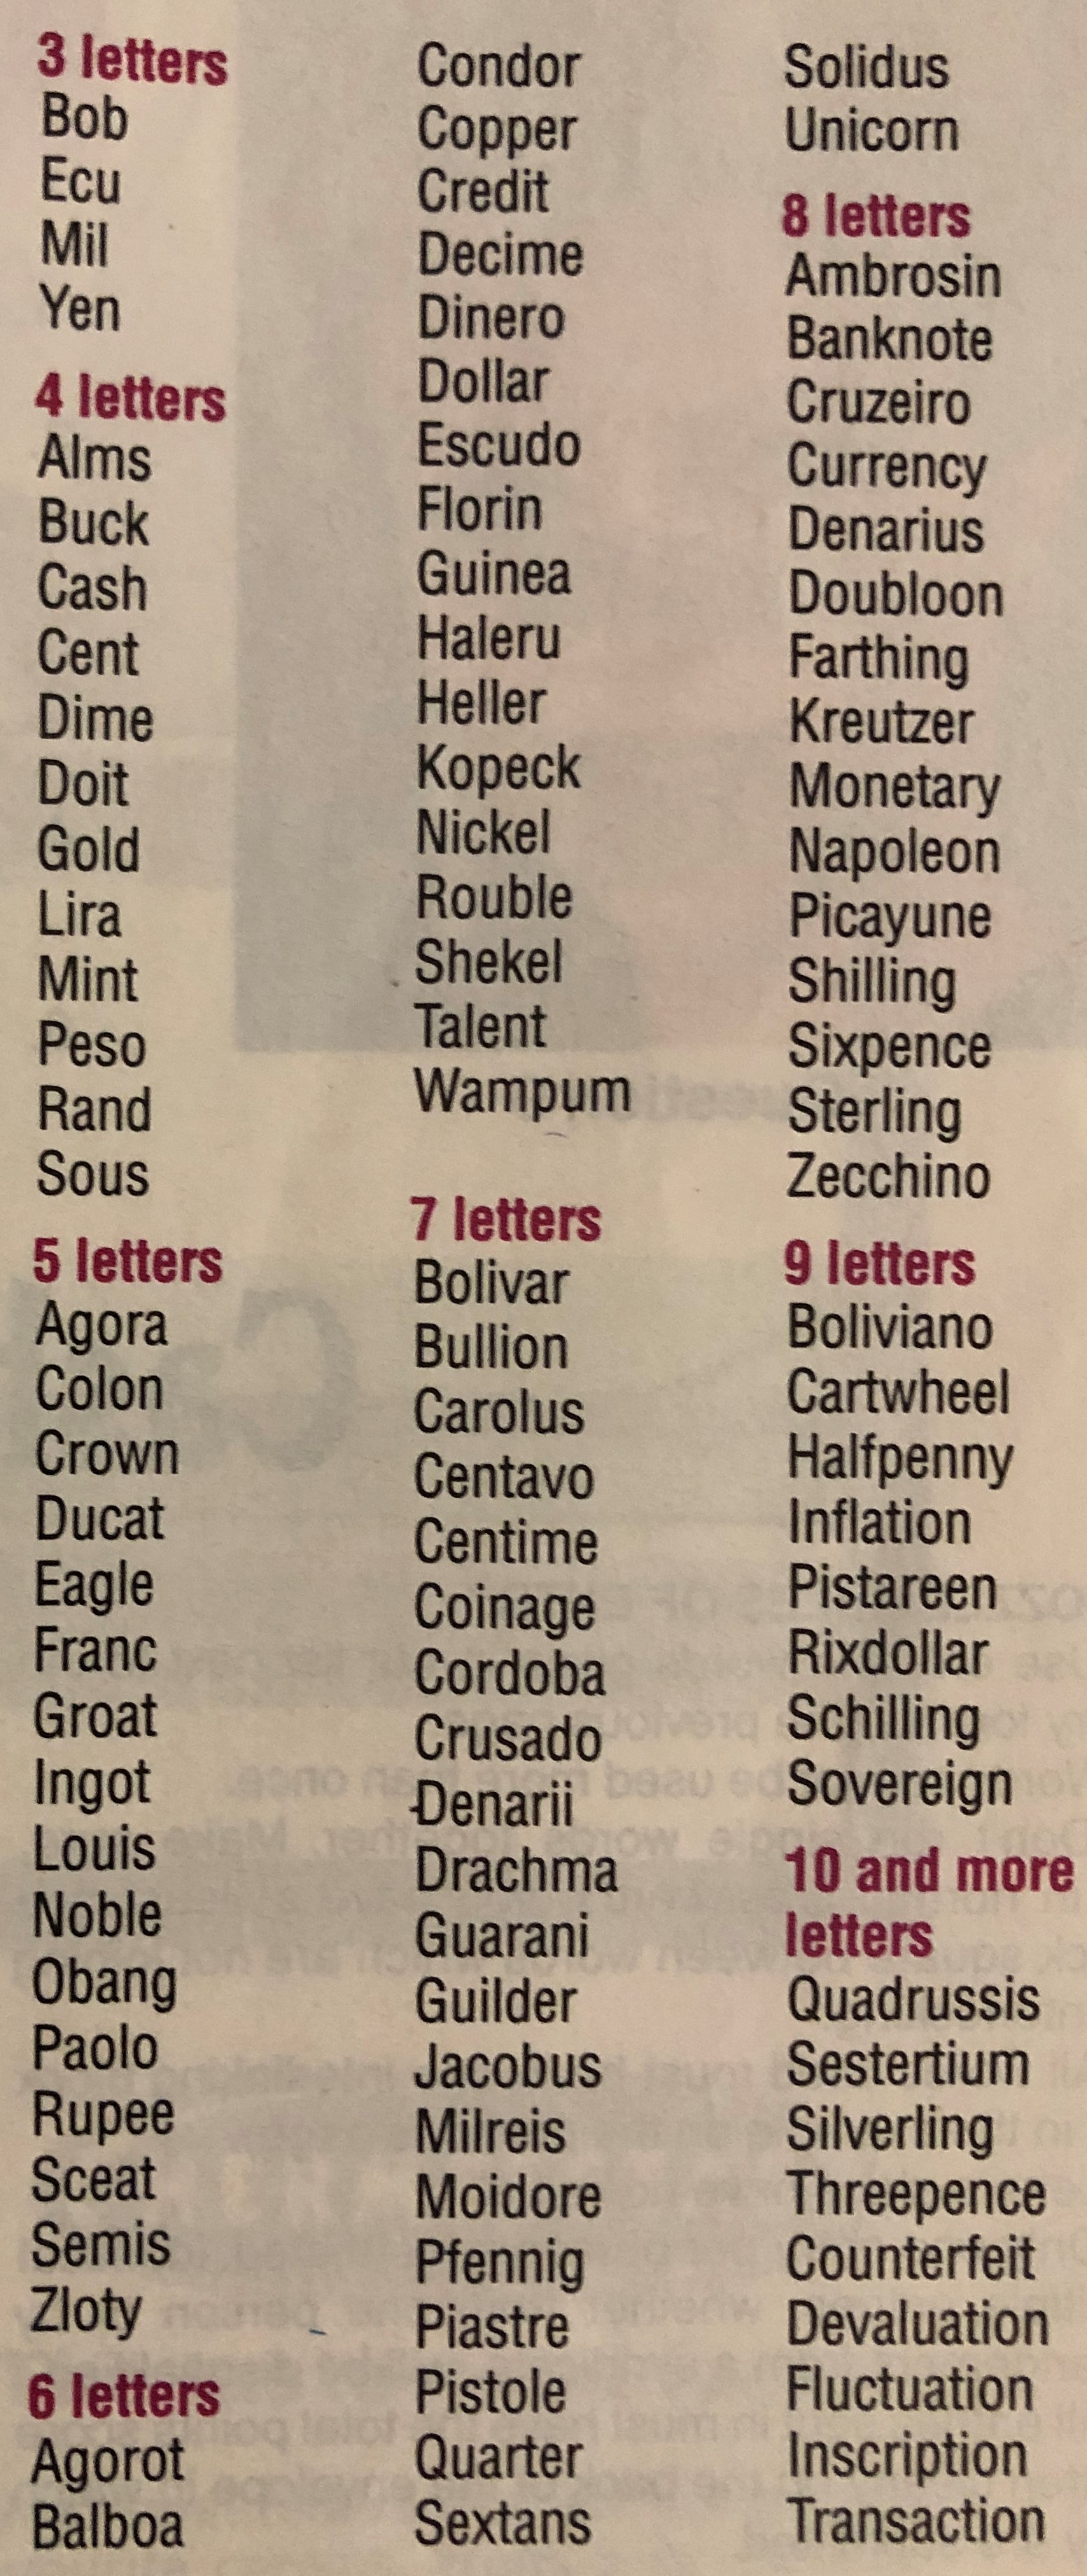 3 letters
Bob
Ecu
Mil
Yen
4 letters
Alms
Buck
Cash
Cent
Dime
Doit
Gold
Lira
Mint
Peso
Rand
Sous
5 letters
Agora
Colon
Crown
Ducat
Eagle
Franc
Groat
Ingot
Louis
Noble
Obang
Paolo
Rupee
Sceat
Semis
Zloty
6 letters
Agorot
Balboa
Condor
Copper
Credit
Decime
Dinero
Dollar
Escudo
Florin
Guinea
Haleru
Heller
Kopeck
Nickel
Rouble
Shekel
Talent
Wampum
7 letters
Bolivar
Bullion
Carolus
Centavo
Centime
Coinage
Cordoba
Crusado
Denarii
Drachma
Guarani
Guilder
Jacobus
Milreis
Moidore
Pfennig
Piastre
Pistole
Quarter
Sextans
Solidus
Unicorn
8 letters
Ambrosin
Banknote
Cruzeiro
Currency
Denarius
Doubloon
Farthing
Kreutzer
Monetary
Napoleon
Picayune
Shilling
Sixpence
Sterling
Zecchino
9 letters
Boliviano
Cartwheel
Halfpenny
Inflation
Pistareen
Rixdollar
Schilling
Sovereign
10 and more
letters
Quadrussis
Sestertium
Silverling
Threepence
Counterfeit
Devaluation
Fluctuation
Inscription
Transaction